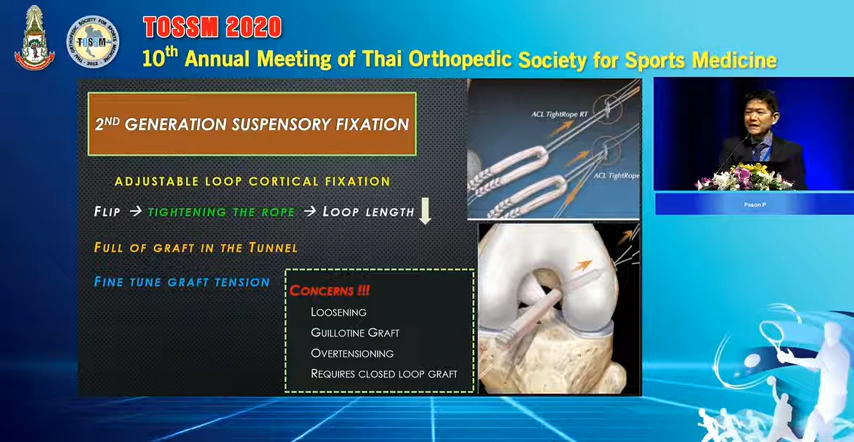 TOSSM 2020
10th Annual Meeting of Thai Orthopedic Society for Sports Medicine
TOSSM
2ND GENERATION SUSPENSORY FIXATION
ADJUSTABLE LOOP CORTICAL FIXATION
FLIP → TIGHTENING THE ROPE → LOOP LENGTH
FULL OF GRAFT IN THE TUNNEL
FINE TUNE GRAFT TENSION
CONCERNS !!!
LOOSENING
GUILLOTINE GRAFT
OVERTENSIONING
REQUIRES CLOSED LOOP GRAFT
ACL TightRope RT
ACL TightRope
Pason P